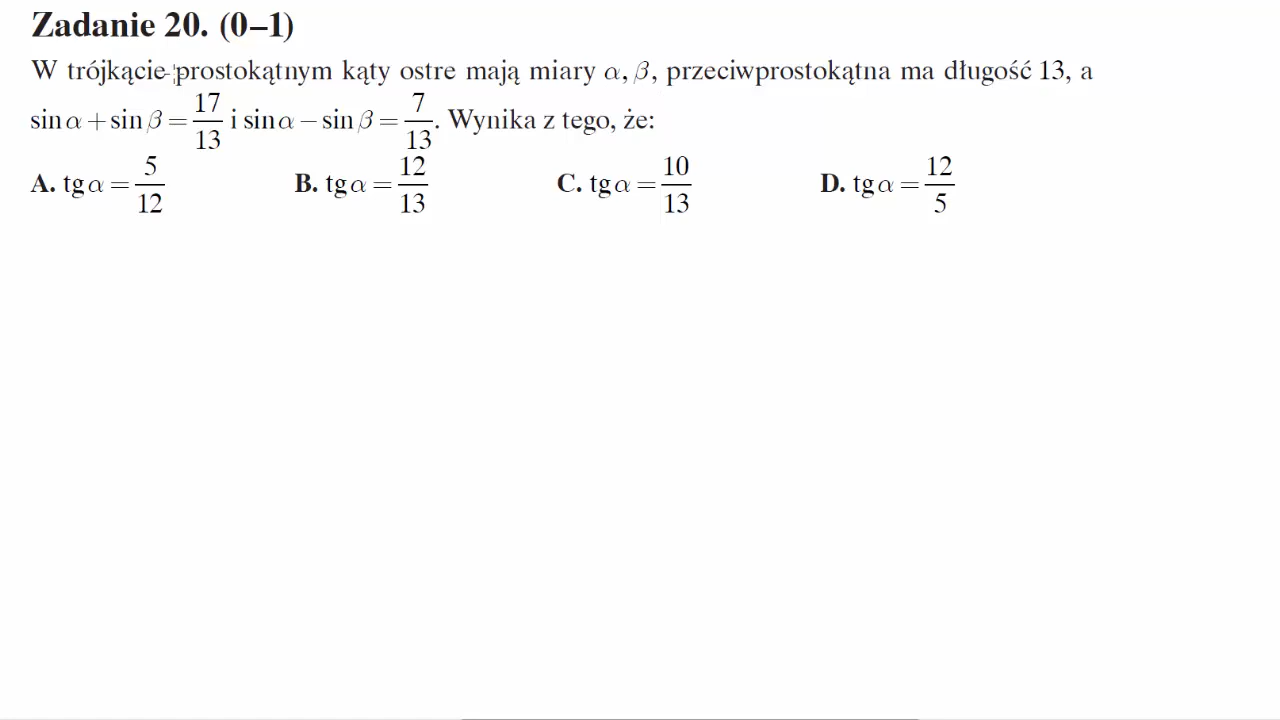 Zadanie 20. (0–1)
W trójkącie prostokątnym kąty ostre mają miary α, β, przeciwprostokątna ma długość 13, a
sin α + sin β = 17/13 i sin α − sin β = 7/13. Wynika z tego, że:
A. tg α = 5/12 B. tg α = 12/13 C. tg α = 10/13 D. tg α = 12/5